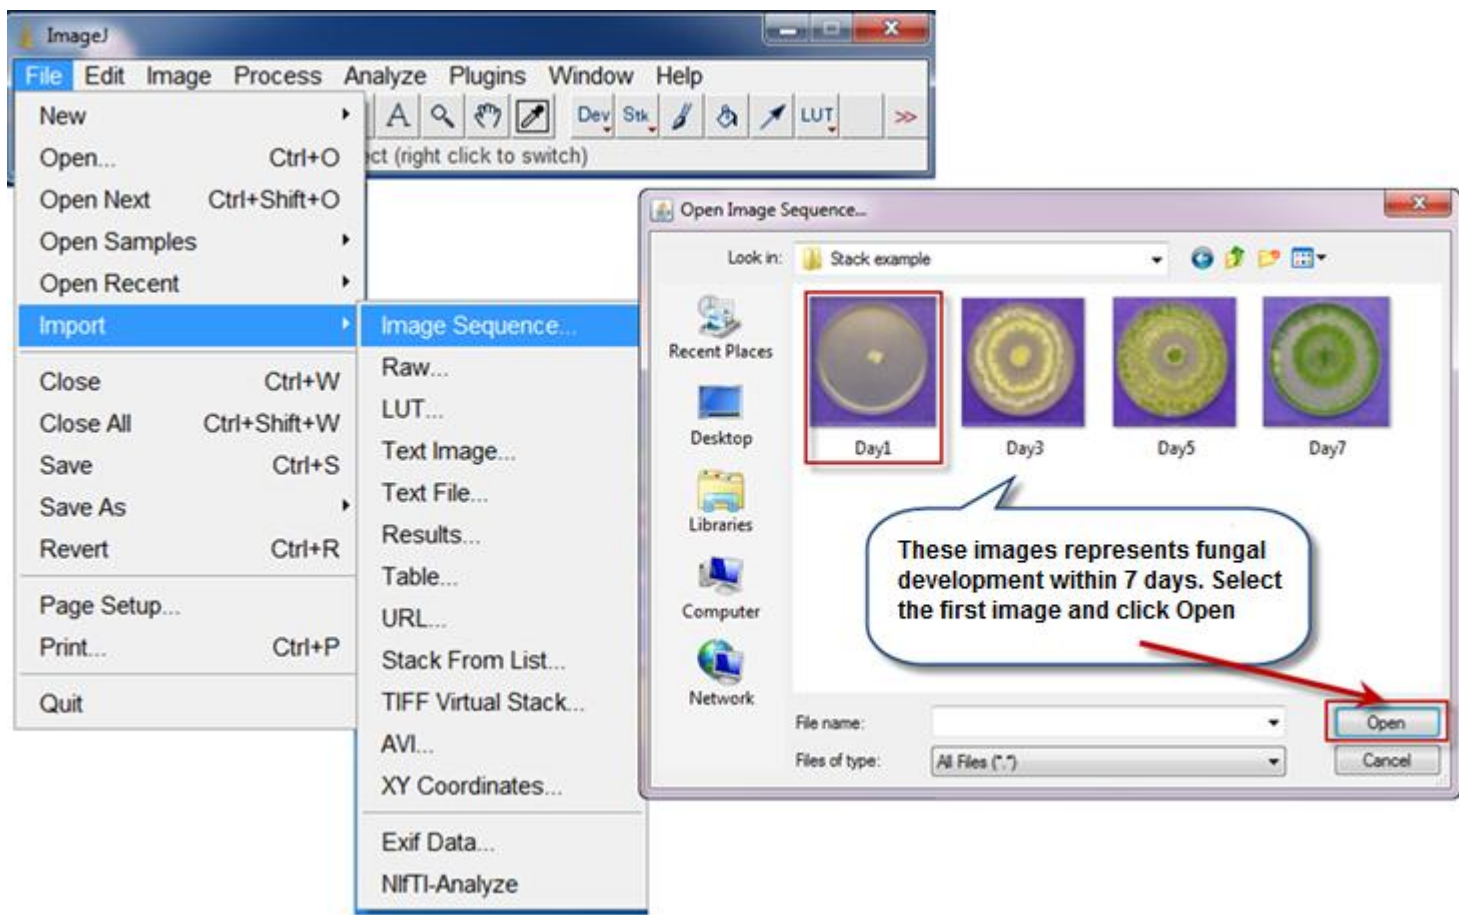 ImageJ
File Edit Image Process Analyze Plugins Window Help
A Dev Stk LUT >>
ect (right click to switch)
New
Open... Ctrl+O
Open Next Ctrl+Shift+O
Open Samples
Open Recent
Import
Close Ctrl+W
Close All Ctrl+Shift+W
Save Ctrl+S
Save As
Revert Ctrl+R
Page Setup...
Print... Ctrl+P
Quit
Image Sequence...
Raw...
LUT...
Text Image...
Text File...
Results...
Table...
URL...
Stack From List...
TIFF Virtual Stack...
AVI...
XY Coordinates...
Exif Data...
NIfTI-Analyze
Open Image Sequence...
Look in: Stack example
Recent Places
Desktop
Libraries
Computer
Network
Day1 Day3 Day5 Day7
These images represents fungal
development within 7 days. Select
the first image and click Open
File name: Open
Files of type: All Files (*.*) Cancel